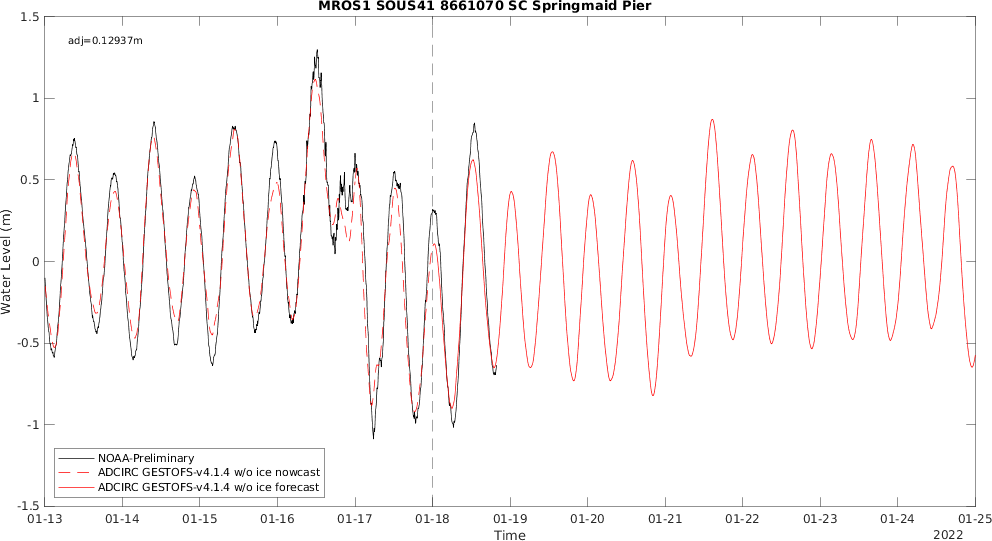 MROS1 SOUS41 8661070 SC Springmaid Pier
adj=0.12937m
Water Level (m)
1.5
1
0.5
0
-0.5
-1
-1.5
NOAA-Preliminary
ADCIRC GESTOFS-v4.1.4 w/o ice nowcast
ADCIRC GESTOFS-v4.1.4 w/o ice forecast
01-13 01-14 01-15 01-16 01-17 01-18 01-19 01-20 01-21 01-22 01-23 01-24 01-25
Time
2022